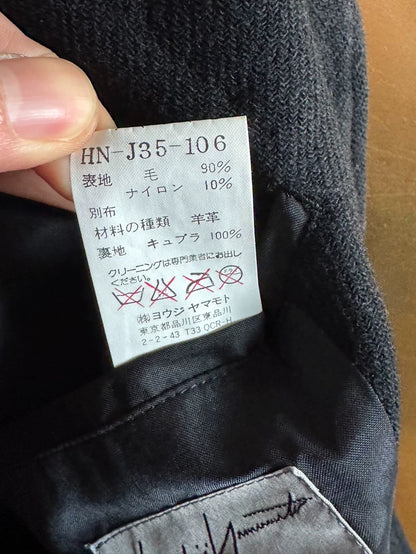 HN-J35-106
表地 毛 90%
ナイロン 10%
別布
材料の種類 羊革
裏地 キュプラ 100%
クリーニングは専門業者にお出し
ください。
㈱ヨウジ ヤマモト
東京都品川区東品川
2-2-43 T33 QCR-H
Yohji Yamamoto